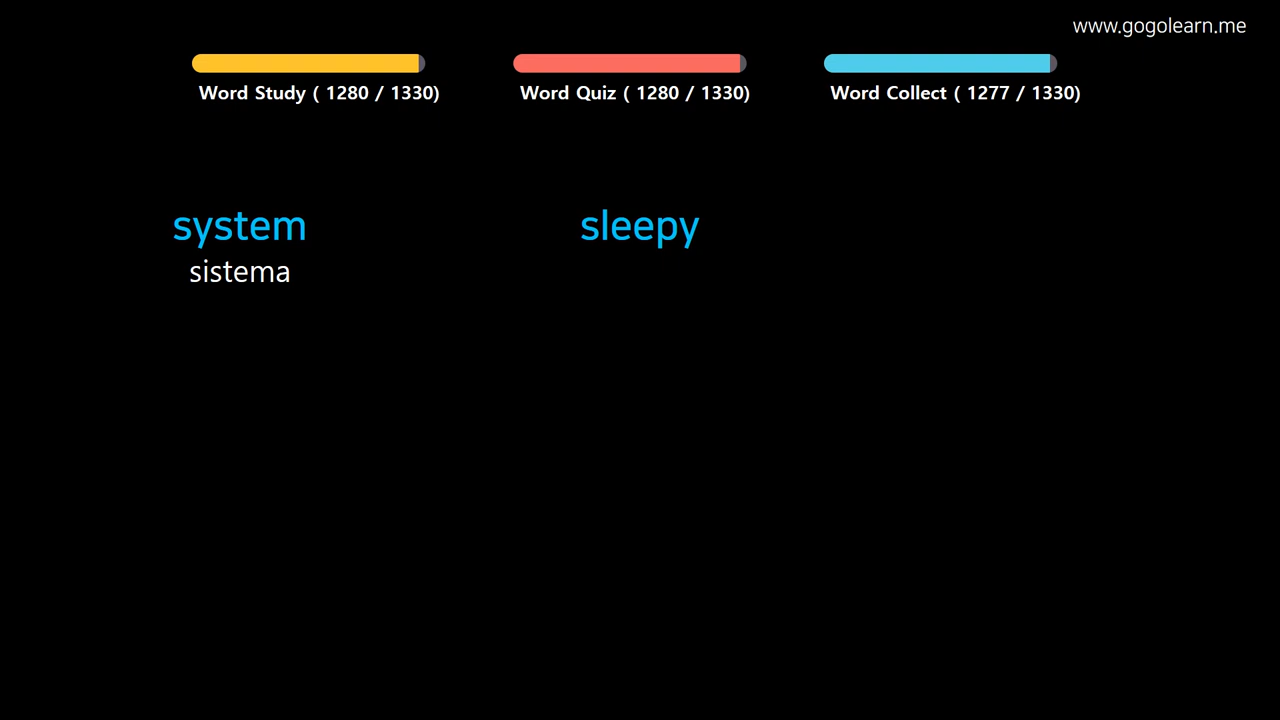 www.gogolearn.me
Word Study ( 1280 / 1330)
Word Quiz ( 1280 / 1330)
Word Collect ( 1277 / 1330)
system
sistema
sleepy